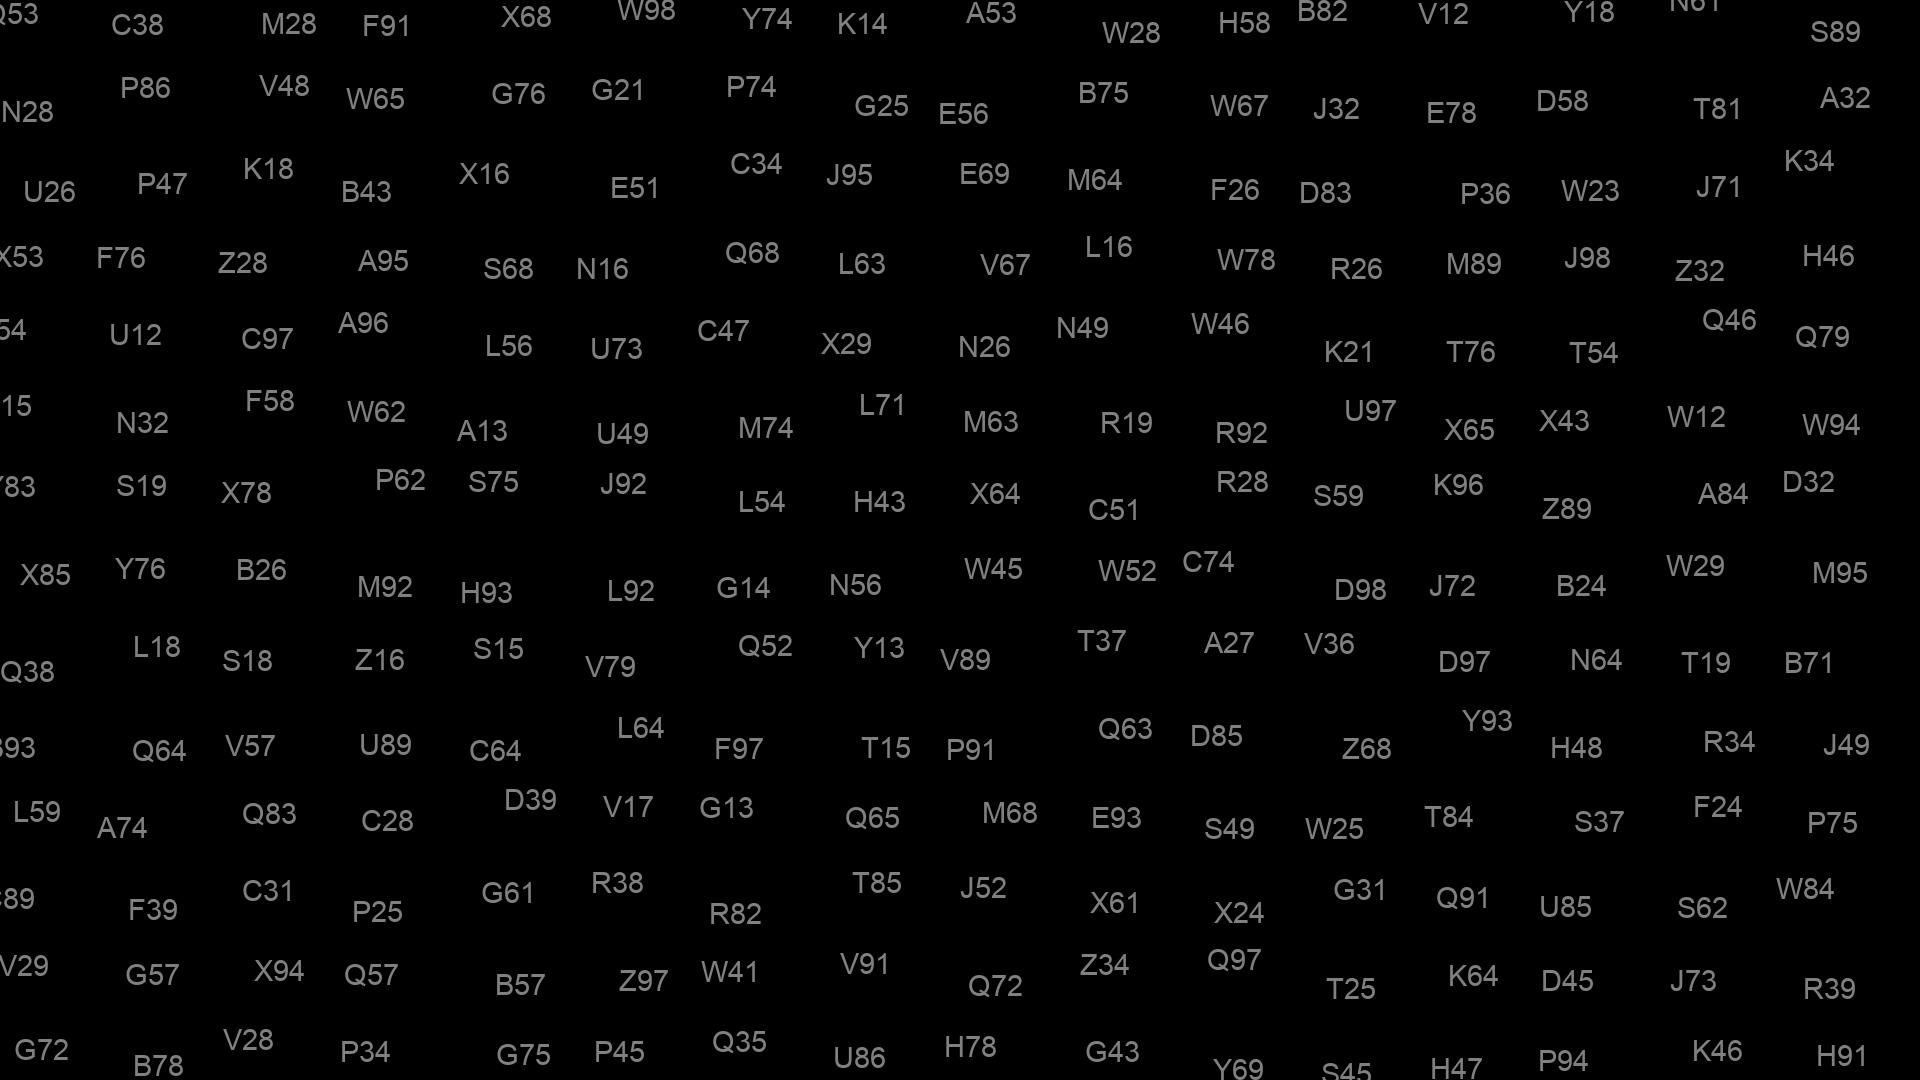 C38 M28 F91 X68 W98 Y74 K14 A53 W28 H58 B82 V12 Y18 N61 S89
N28 P86 V48 W65 G76 G21 P74 G25 E56 B75 W67 J32 E78 D58 T81 A32
U26 P47 K18 B43 X16 E51 C34 J95 E69 M64 F26 D83 P36 W23 J71 K34
X53 F76 Z28 A95 S68 N16 Q68 L63 V67 L16 W78 R26 M89 J98 Z32 H46
54 U12 C97 A96 L56 U73 C47 X29 N26 N49 W46 K21 T76 T54 Q46 Q79
15 N32 F58 W62 A13 U49 M74 L71 M63 R19 R92 U97 X65 X43 W12 W94
83 S19 X78 P62 S75 J92 L54 H43 X64 C51 R28 S59 K96 Z89 A84 D32
X85 Y76 B26 M92 H93 L92 G14 N56 W45 W52 C74 D98 J72 B24 W29 M95
Q38 L18 S18 Z16 S15 V79 Q52 Y13 V89 T37 A27 V36 D97 N64 T19 B71
93 Q64 V57 U89 C64 L64 F97 T15 P91 Q63 D85 Z68 Y93 H48 R34 J49
L59 A74 Q83 C28 D39 V17 G13 Q65 M68 E93 S49 W25 T84 S37 F24 P75
89 F39 C31 P25 G61 R38 R82 T85 J52 X61 X24 G31 Q91 U85 S62 W84
V29 G57 X94 Q57 B57 Z97 W41 V91 Q72 Z34 Q97 T25 K64 D45 J73 R39
G72 B78 V28 P34 G75 P45 Q35 U86 H78 G43 Y69 S45 H47 P94 K46 H91